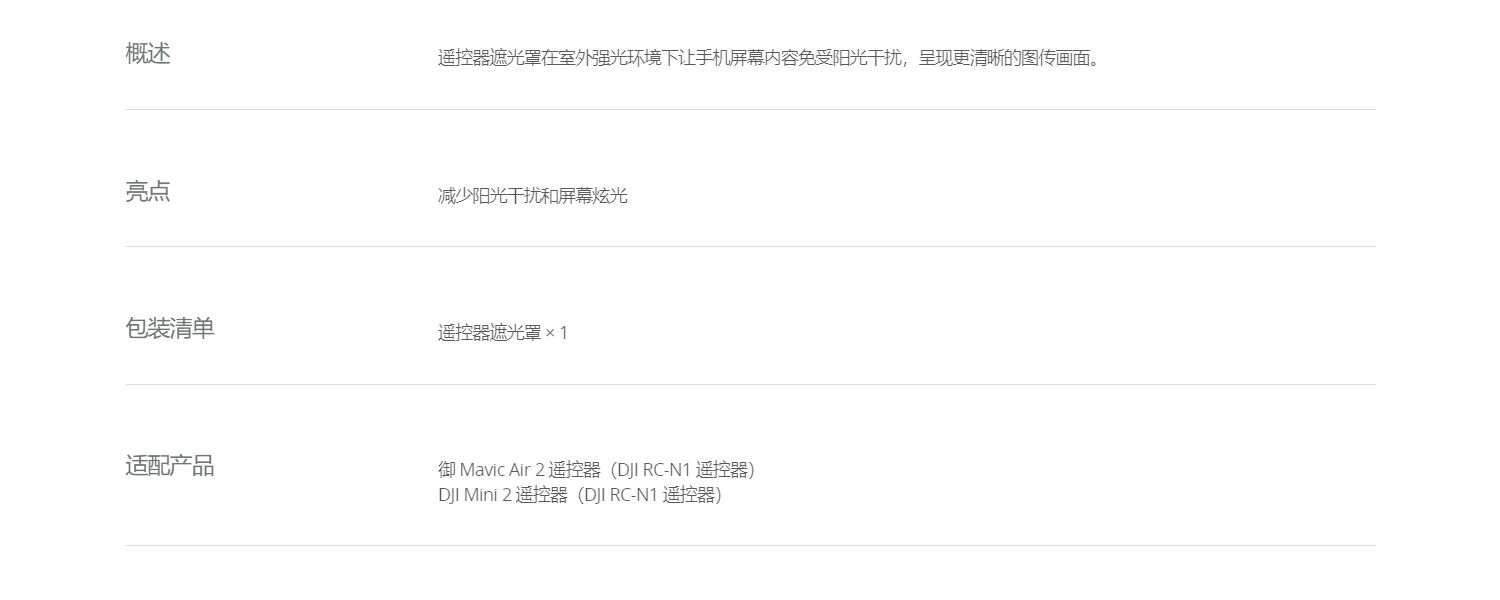 概述
遥控器遮光罩在室外强光环境下让手机屏幕内容免受阳光干扰，呈现更清晰的图传画面。
亮点
减少阳光干扰和屏幕炫光
包装清单
遥控器遮光罩 × 1
适配产品
御 Mavic Air 2 遥控器（DJI RC-N1 遥控器）
DJI Mini 2 遥控器（DJI RC-N1 遥控器）